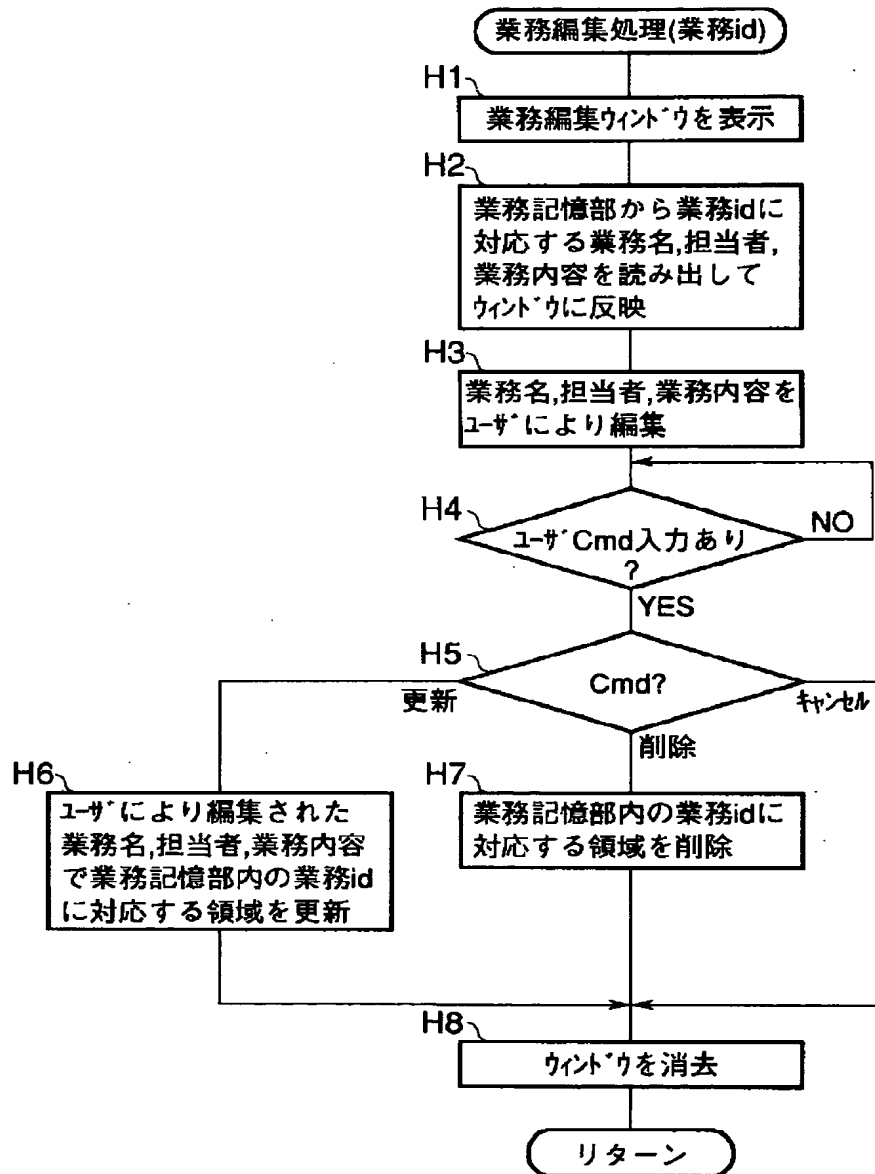 業務編集処理(業務id)
H1
業務編集ウィンドウを表示
H2
業務記憶部から業務idに
対応する業務名,担当者,
業務内容を読み出して
ウィンドウに反映
H3
業務名,担当者,業務内容を
ユーザにより編集
H4
ユーザCmd入力あり
?
NO
YES
H5
Cmd?
更新
キャンセル
削除
H6
ユーザにより編集された
業務名,担当者,業務内容
で業務記憶部内の業務id
に対応する領域を更新
H7
業務記憶部内の業務idに
対応する領域を削除
H8
ウィンドウを消去
リターン